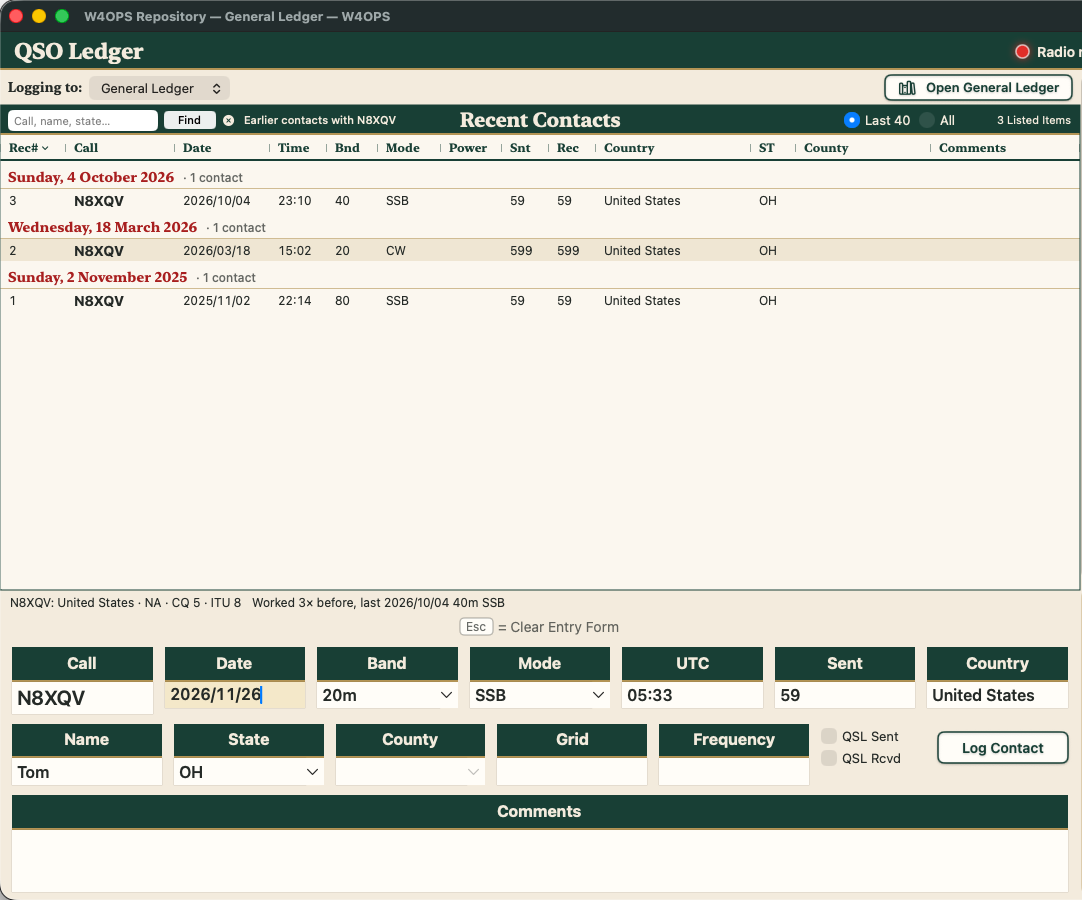 W4OPS Repository — General Ledger — W4OPS
QSO Ledger
Radio
Logging to: General Ledger
Open General Ledger
Call, name, state... Find Earlier contacts with N8XQV Recent Contacts Last 40 All 3 Listed Items
Rec# Call Date Time Bnd Mode Power Snt Rec Country ST County Comments
Sunday, 4 October 2026 · 1 contact
3 N8XQV 2026/10/04 23:10 40 SSB 59 59 United States OH
Wednesday, 18 March 2026 · 1 contact
2 N8XQV 2026/03/18 15:02 20 CW 599 599 United States OH
Sunday, 2 November 2025 · 1 contact
1 N8XQV 2025/11/02 22:14 80 SSB 59 59 United States OH
N8XQV: United States · NA · CQ 5 · ITU 8 Worked 3× before, last 2026/10/04 40m SSB
Esc = Clear Entry Form
Call Date Band Mode UTC Sent Country
N8XQV 2026/11/26 20m SSB 05:33 59 United States
Name State County Grid Frequency
QSL Sent
QSL Rcvd
Log Contact
Tom OH
Comments